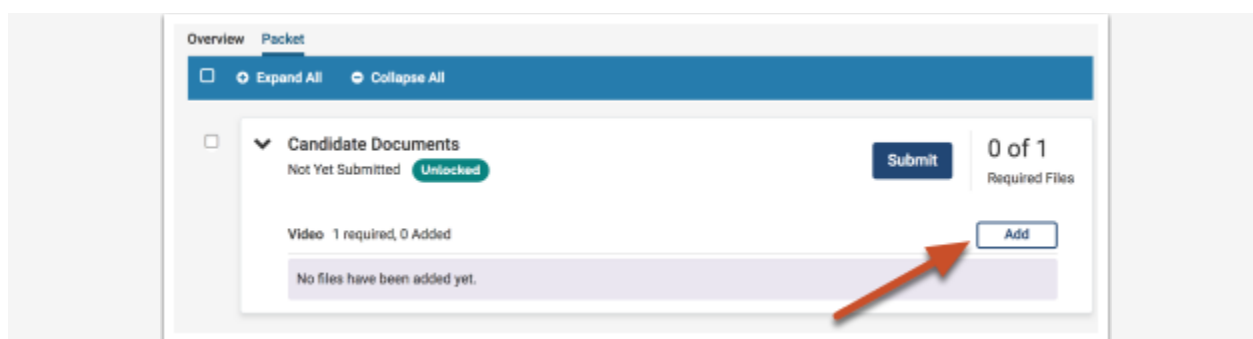 Overview Packet
Expand All Collapse All
Candidate Documents
Not Yet Submitted Unlocked
Submit
0 of 1
Required Files
Video 1 required, 0 Added
Add
No files have been added yet.